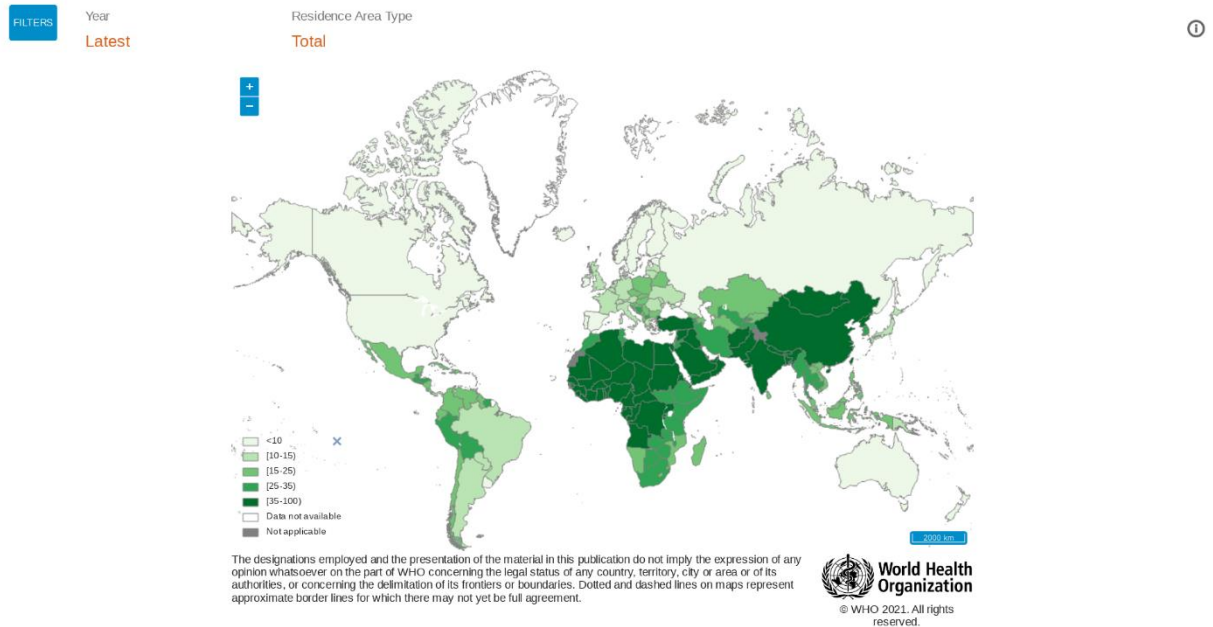 FILTERS
Year
Latest
Residence Area Type
Total
+
−
<10
[10-15)
[15-25)
[25-35)
[35-100)
Data not available
Not applicable
2000 km
The designations employed and the presentation of the material in this publication do not imply the expression of any
opinion whatsoever on the part of WHO concerning the legal status of any country, territory, city or area or of its
authorities, or concerning the delimitation of its frontiers or boundaries. Dotted and dashed lines on maps represent
approximate border lines for which there may not yet be full agreement.
World Health
Organization
© WHO 2021. All rights
reserved.